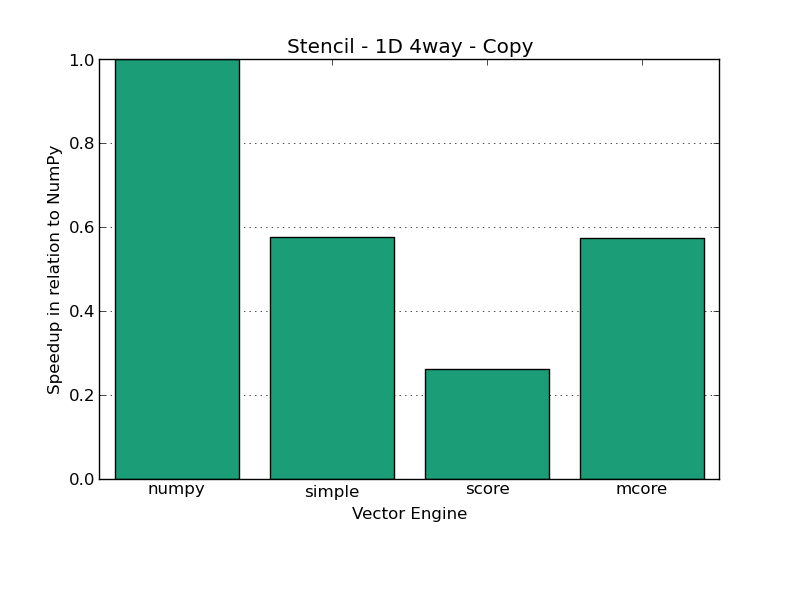 Stencil - 1D 4way - Copy
Speedup in relation to NumPy
1.0
0.8
0.6
0.4
0.2
0.0
numpy simple score mcore
Vector Engine